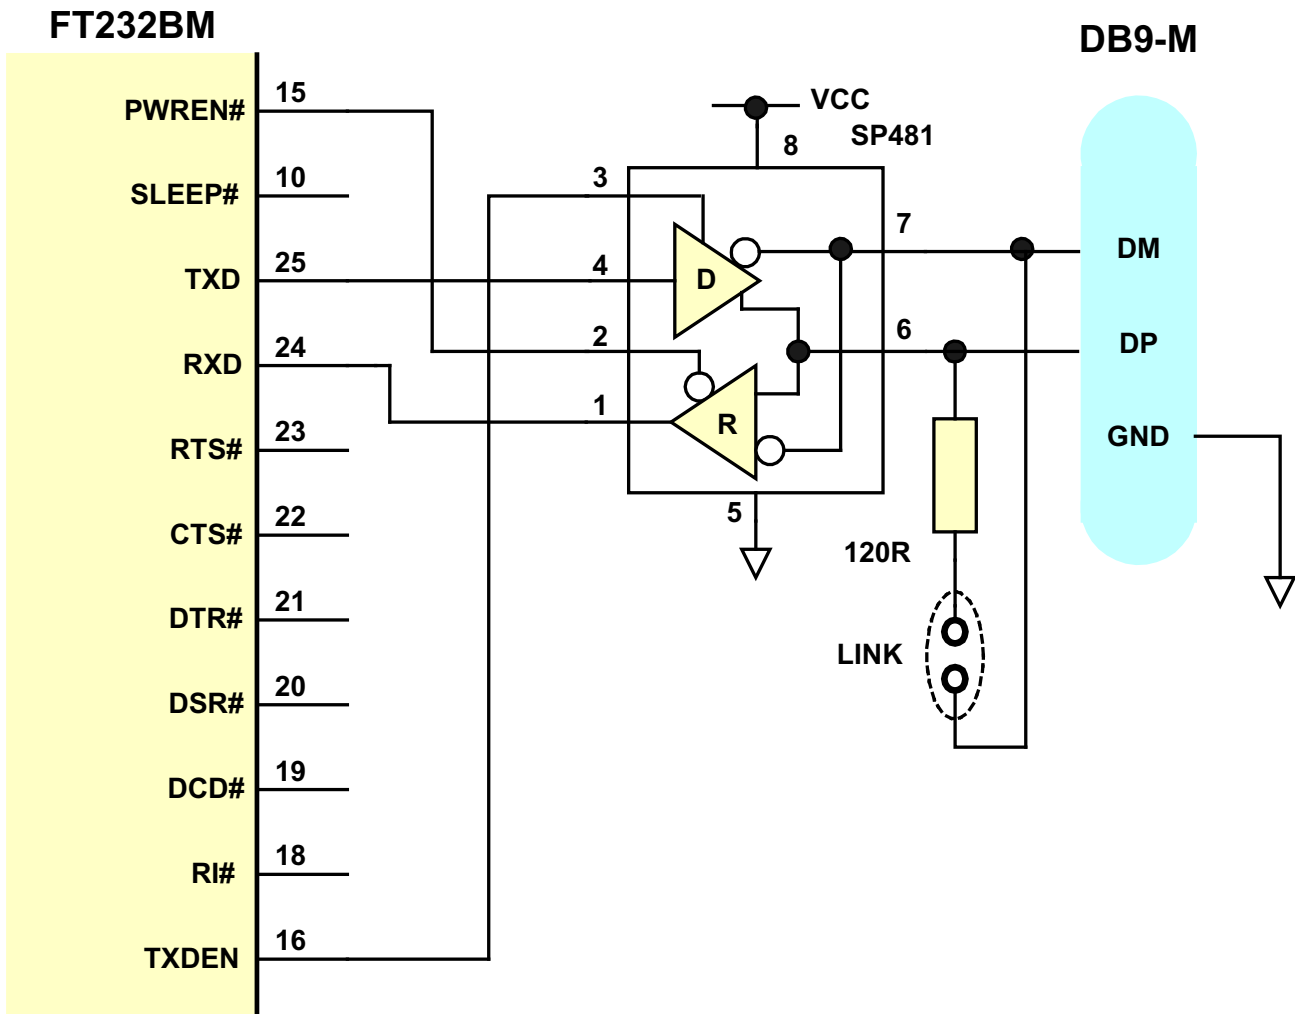 FT232BM
DB9-M
PWREN# 15
SLEEP# 10
TXD 25
RXD 24
RTS# 23
CTS# 22
DTR# 21
DSR# 20
DCD# 19
RI# 18
TXDEN 16
VCC
SP481
8
3
4
2
1
D
R
7
6
5
120R
LINK
DM
DP
GND